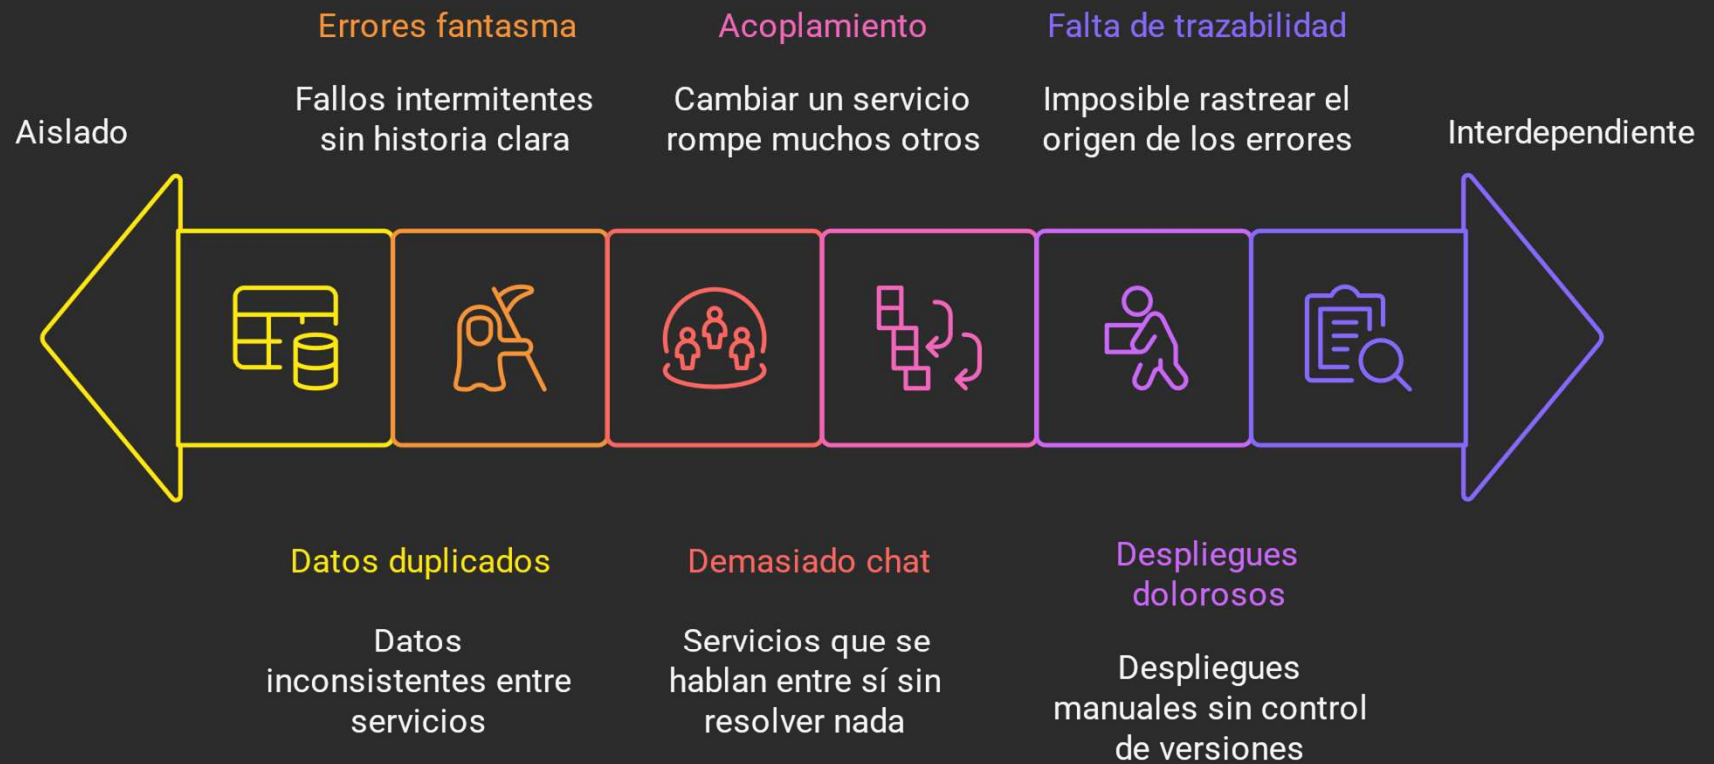 Errores fantasma
Fallos intermitentes
sin historia clara
Acoplamiento
Cambiar un servicio
rompe muchos otros
Falta de trazabilidad
Imposible rastrear el
origen de los errores
Aislado
Interdependiente
Datos duplicados
Datos
inconsistentes entre
servicios
Demasiado chat
Servicios que se
hablan entre sí sin
resolver nada
Despliegues
dolorosos
Despliegues
manuales sin control
de versiones